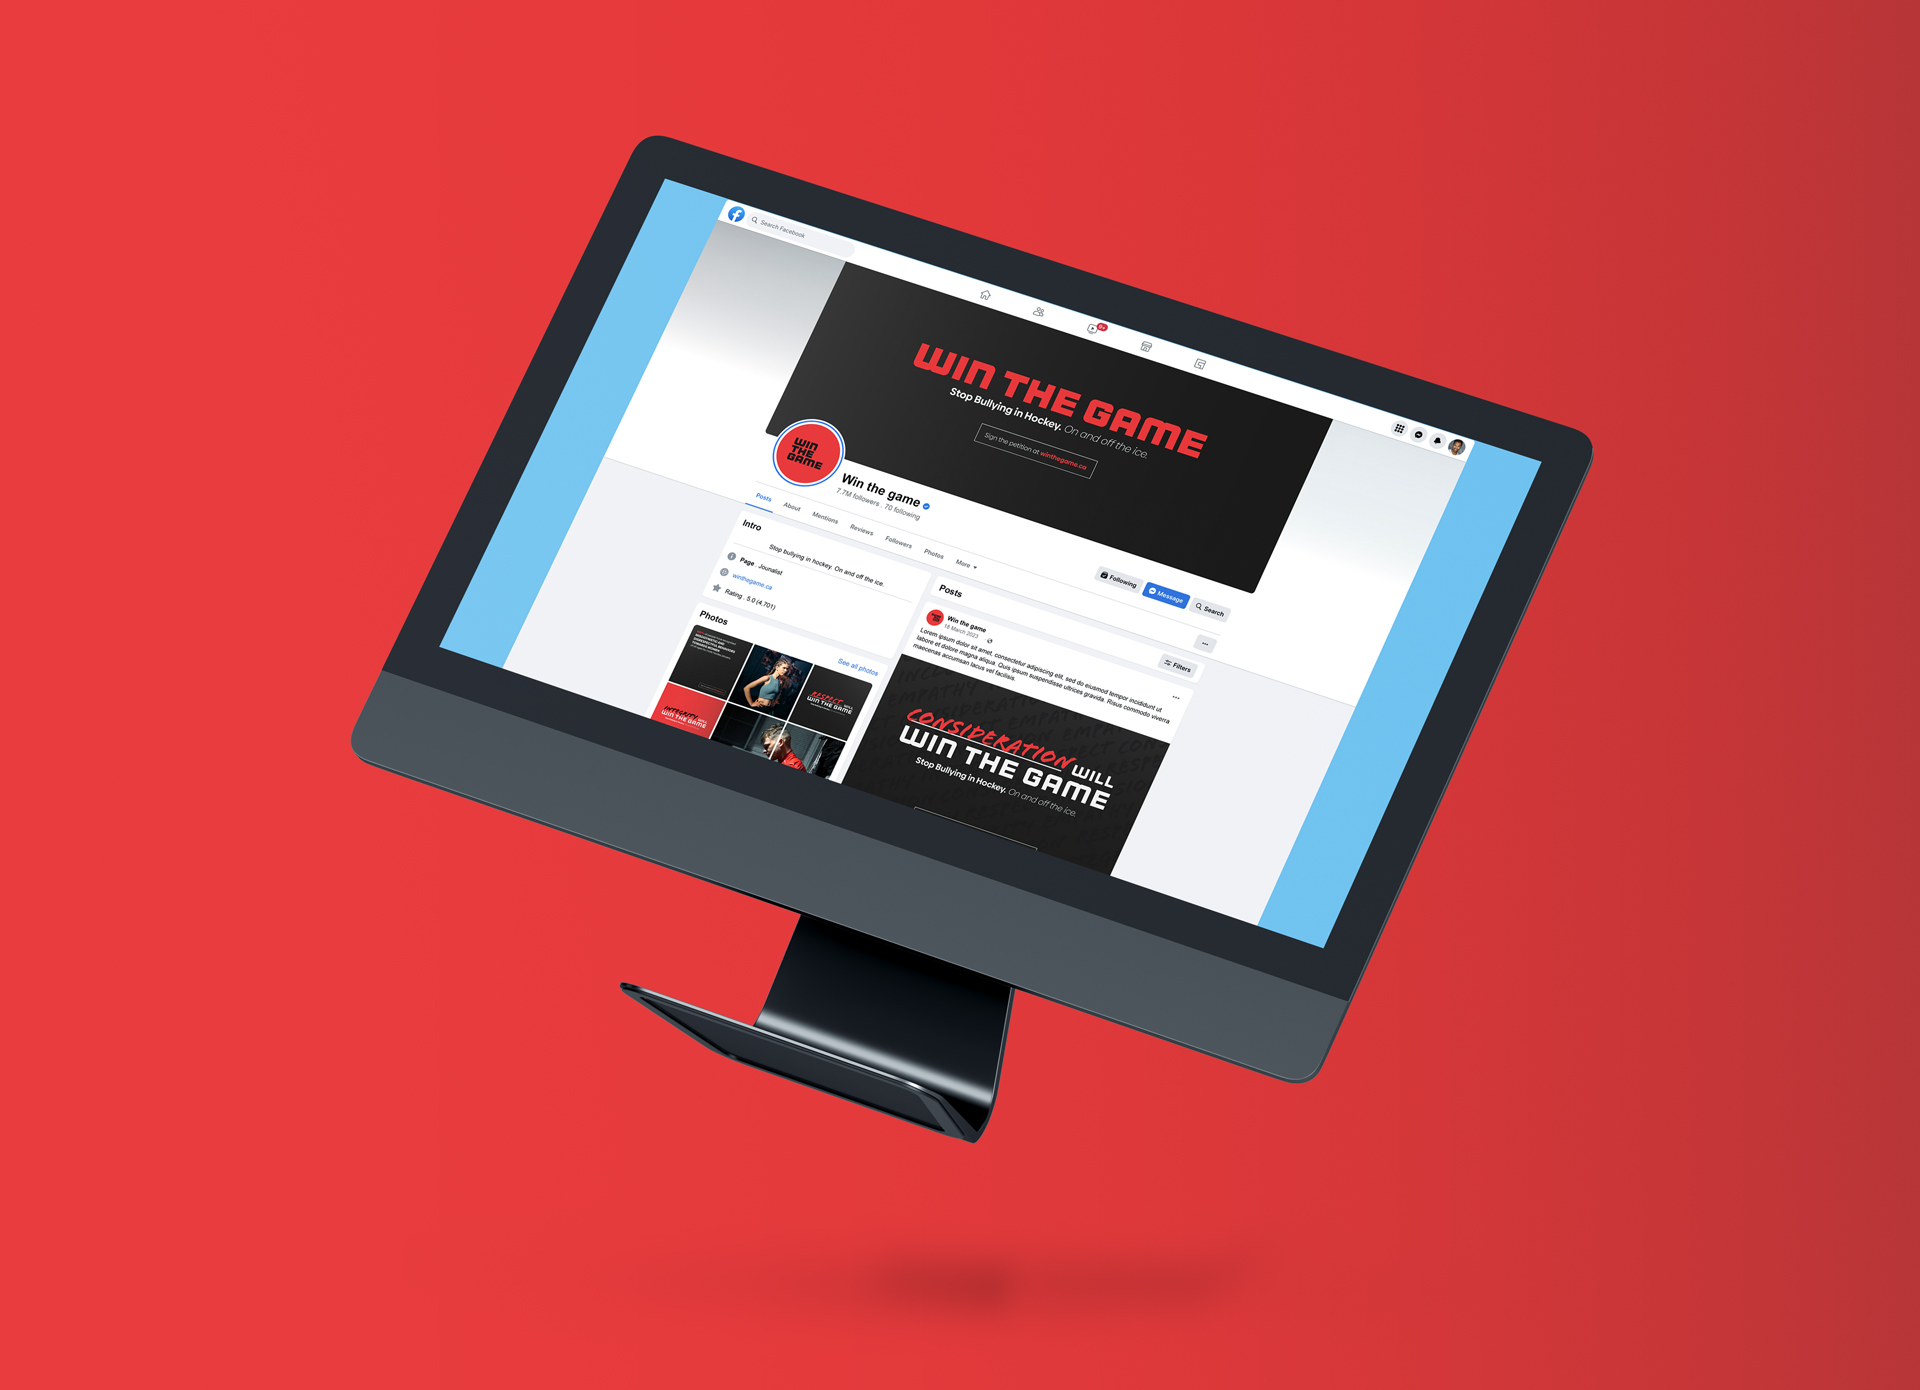 Search Facebook
9+
WIN THE GAME
Stop Bullying in Hockey. On and off the ice.
Sign the petition at winthegame.ca
WIN
THE
GAME
Win the game
7.7M followers . 70 following
Posts
About
Mentions
Reviews
Followers
Photos
More
Following
Message
Search
Intro
Stop bullying in hockey. On and off the ice.
Page . Jounalist
winthegame.ca
Rating . 5.0 (4,701)
Photos
See all photos
RESPECT WILL
WIN THE GAME
INTEGRITY WILL
WIN THE GAME
Posts
Filters
Win the game
18 March 2023
Lorem ipsum dolor sit amet, consectetur adipiscing elit, sed do eiusmod tempor incididunt ut
labore et dolore magna aliqua. Quis ipsum suspendisse ultrices gravida. Risus commodo viverra
maecenas accumsan lacus vel facilisis.
CONSIDERATION WILL
WIN THE GAME
Stop Bullying in Hockey. On and off the ice.